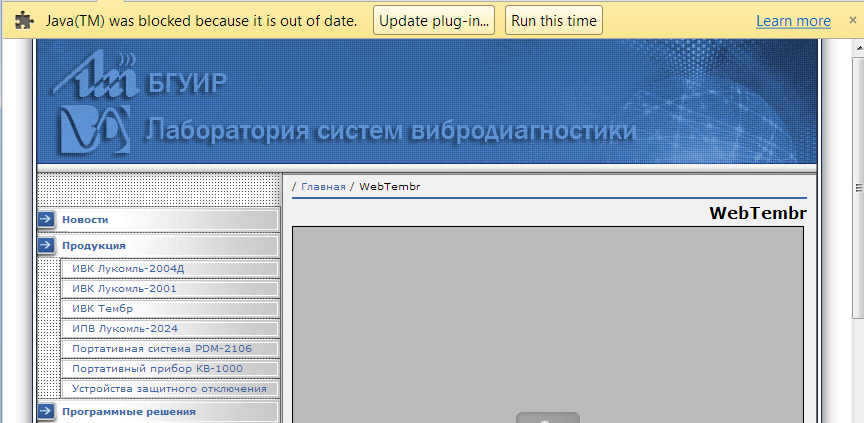 Java(TM) was blocked because it is out of date. Update plug-in... Run this time Learn more
БГУИР
Лаборатория систем вибродиагностики
/ Главная / WebTembr
WebTembr
Новости
Продукция
ИВК Лукомль-2004Д
ИВК Лукомль-2001
ИВК Тембр
ИПВ Лукомль-2024
Портативная система PDM-2106
Портативный прибор КВ-1000
Устройства защитного отключения
Программные решения